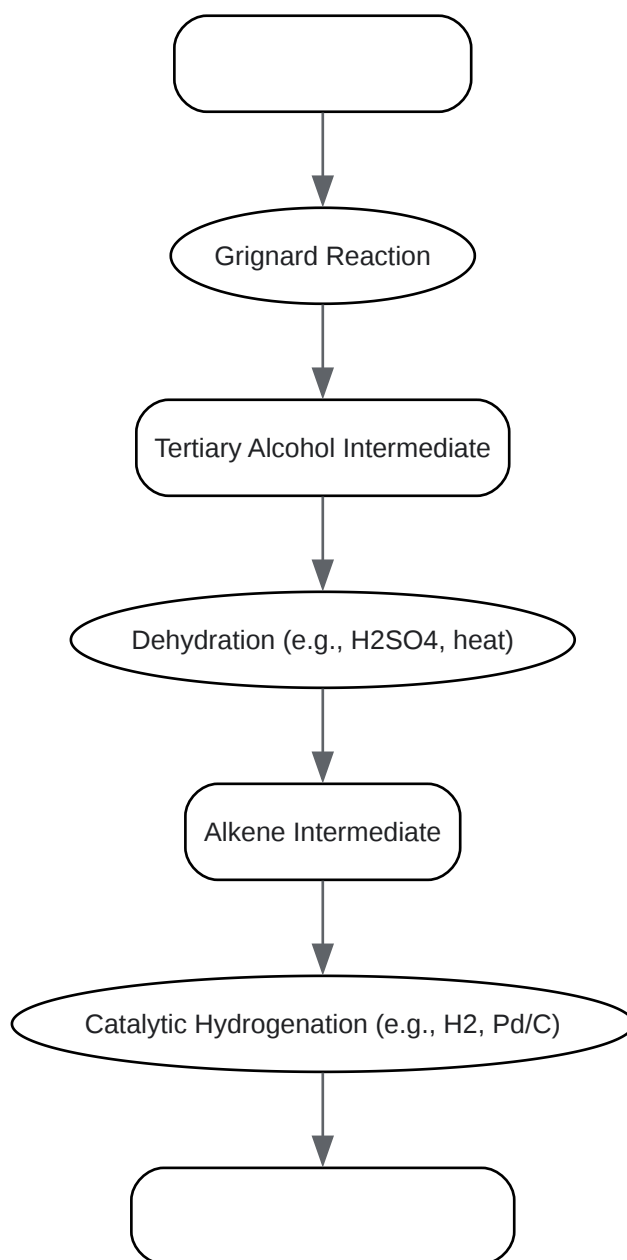 Grignard Reaction
Tertiary Alcohol Intermediate
Dehydration (e.g., H2SO4, heat)
Alkene Intermediate
Catalytic Hydrogenation (e.g., H2, Pd/C)